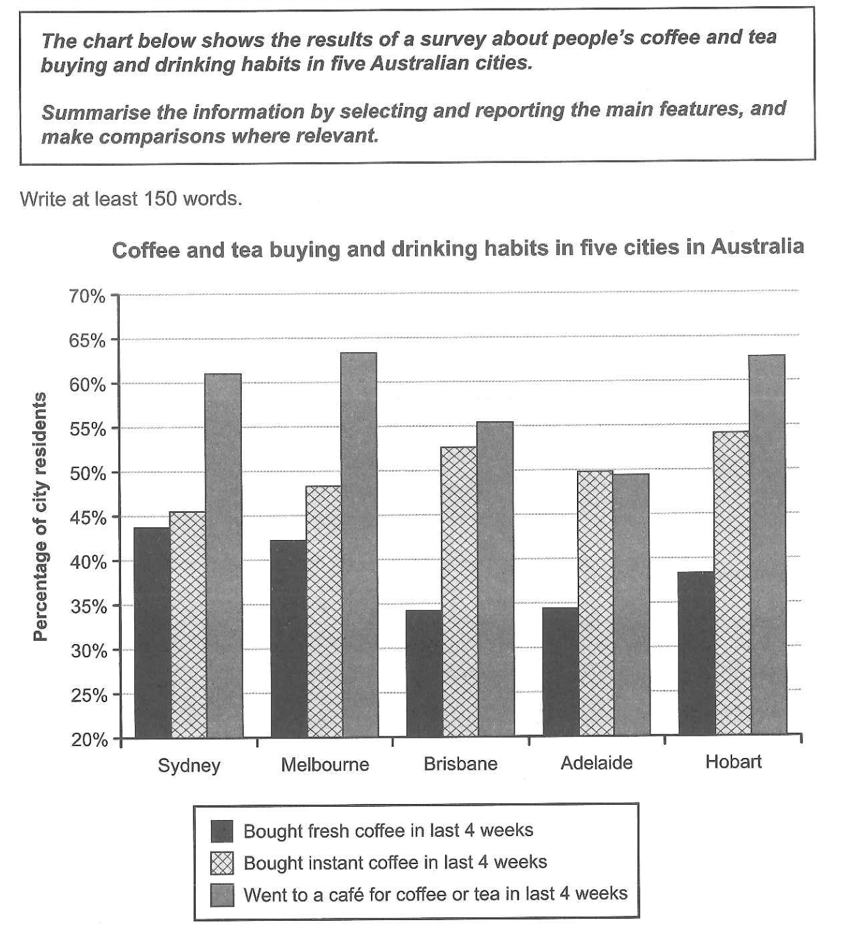 The chart below shows the results of a survey about people's coffee and tea
buying and drinking habits in five Australian cities.
Summarise the information by selecting and reporting the main features, and
make comparisons where relevant.
Write at least 150 words.
Coffee and tea buying and drinking habits in five cities in Australia
Percentage of city residents
70%
65%
60%
55%
50%
45%
40%
35%
30%
25%
20%
Sydney Melbourne Brisbane Adelaide Hobart
Bought fresh coffee in last 4 weeks
Bought instant coffee in last 4 weeks
Went to a café for coffee or tea in last 4 weeks